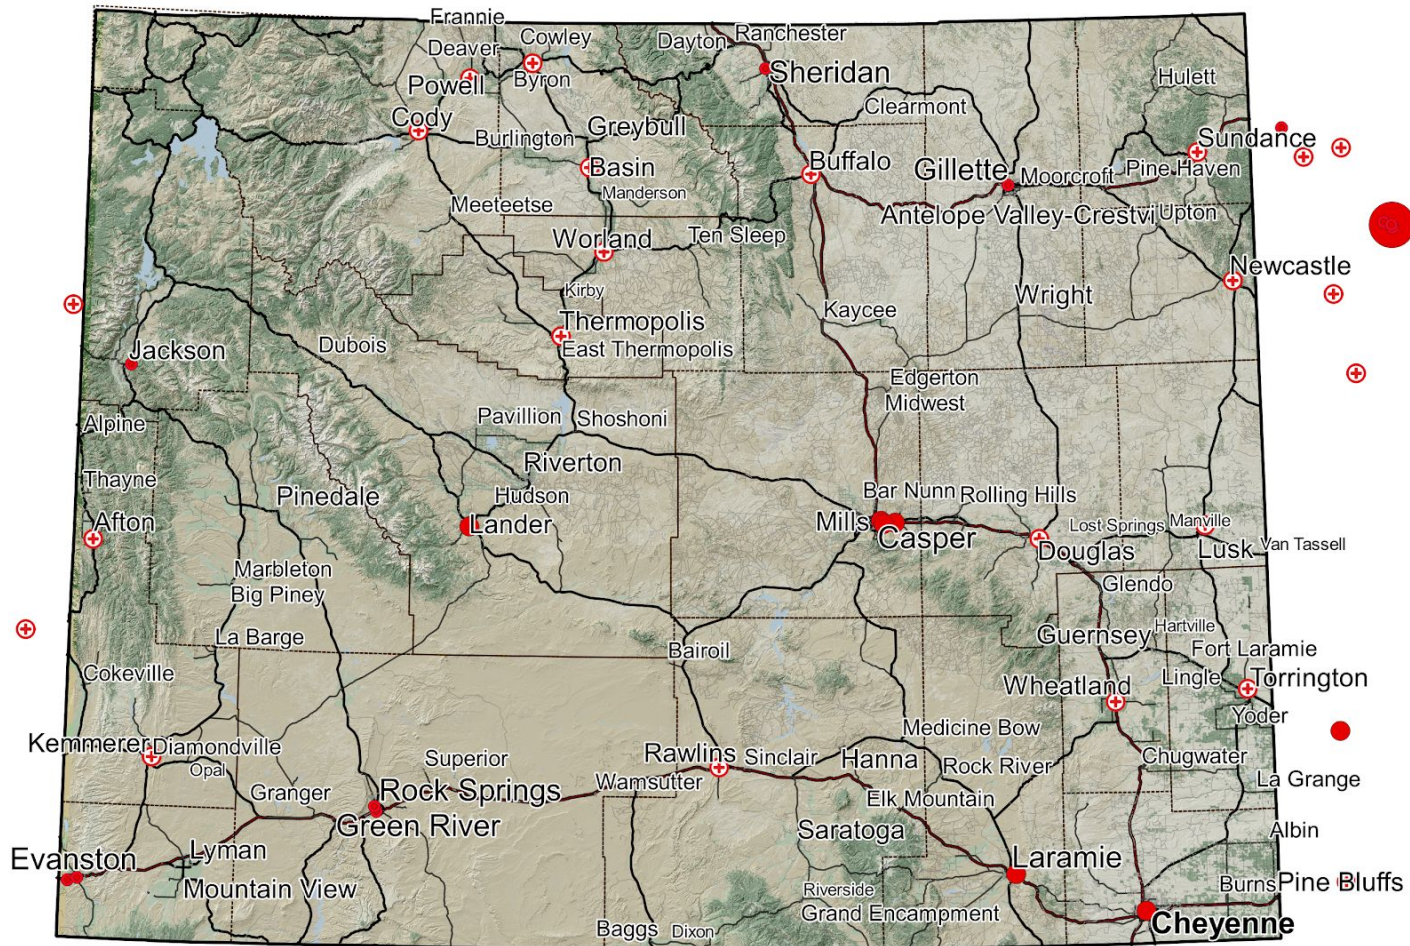 Frannie
Cowley
Deaver
Dayton
Ranchester
Sheridan
Hulett
Powell
Byron
Clearmont
Cody
Burlington
Greybull
Sundance
Basin
Buffalo
Gillette
Moorcroft
Pine Haven
Manderson
Meeteetse
Antelope Valley-Crestvi
Upton
Worland
Ten Sleep
Newcastle
Kirby
Wright
Kaycee
Thermopolis
East Thermopolis
Jackson
Dubois
Edgerton
Midwest
Alpine
Pavillion
Shoshoni
Riverton
Thayne
Pinedale
Hudson
Bar Nunn
Rolling Hills
Afton
Lander
Mills
Casper
Lost Springs
Manville
Van Tassell
Douglas
Lusk
Marbleton
Big Piney
Glendo
La Barge
Guernsey
Hartville
Bairoil
Fort Laramie
Cokeville
Wheatland
Lingle
Torrington
Yoder
Medicine Bow
Kemmerer
Diamondville
Opal
Superior
Rawlins
Sinclair
Hanna
Rock River
Chugwater
Granger
Rock Springs
Wamsutter
La Grange
Elk Mountain
Green River
Saratoga
Albin
Evanston
Lyman
Laramie
Mountain View
Riverside
Burns
Pine Bluffs
Grand Encampment
Cheyenne
Baggs
Dixon